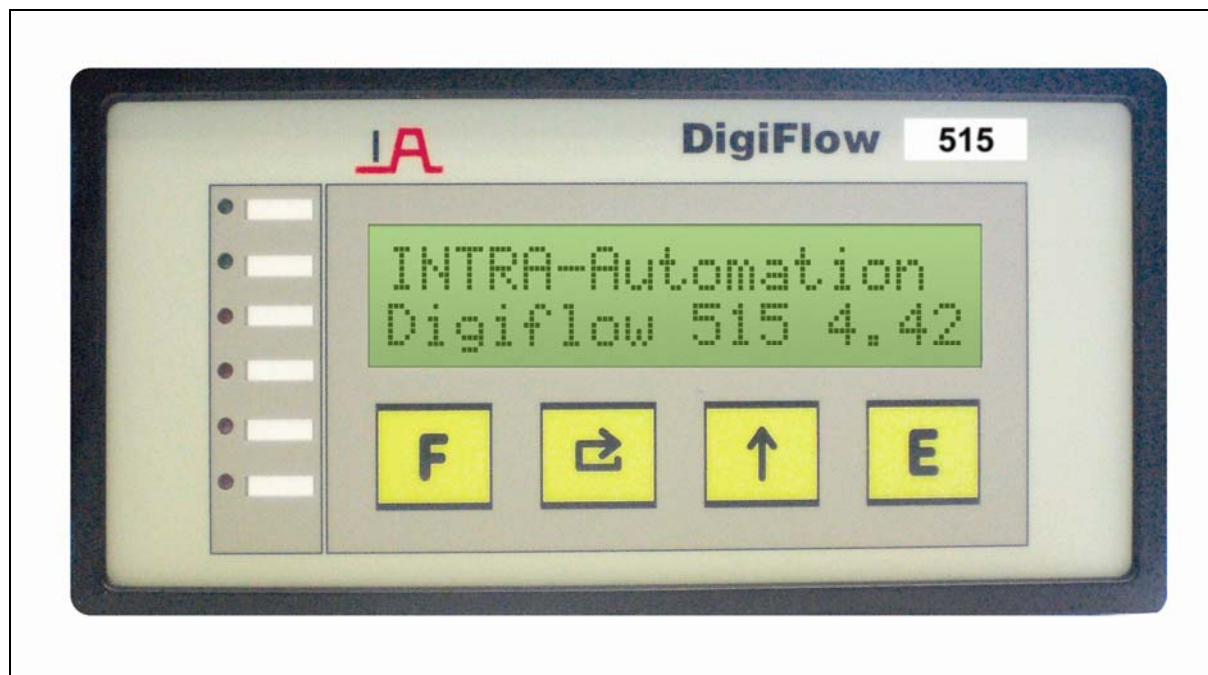 IA
DigiFlow 515
INTRA-Automation
Digiflow 515 4.42
F
E